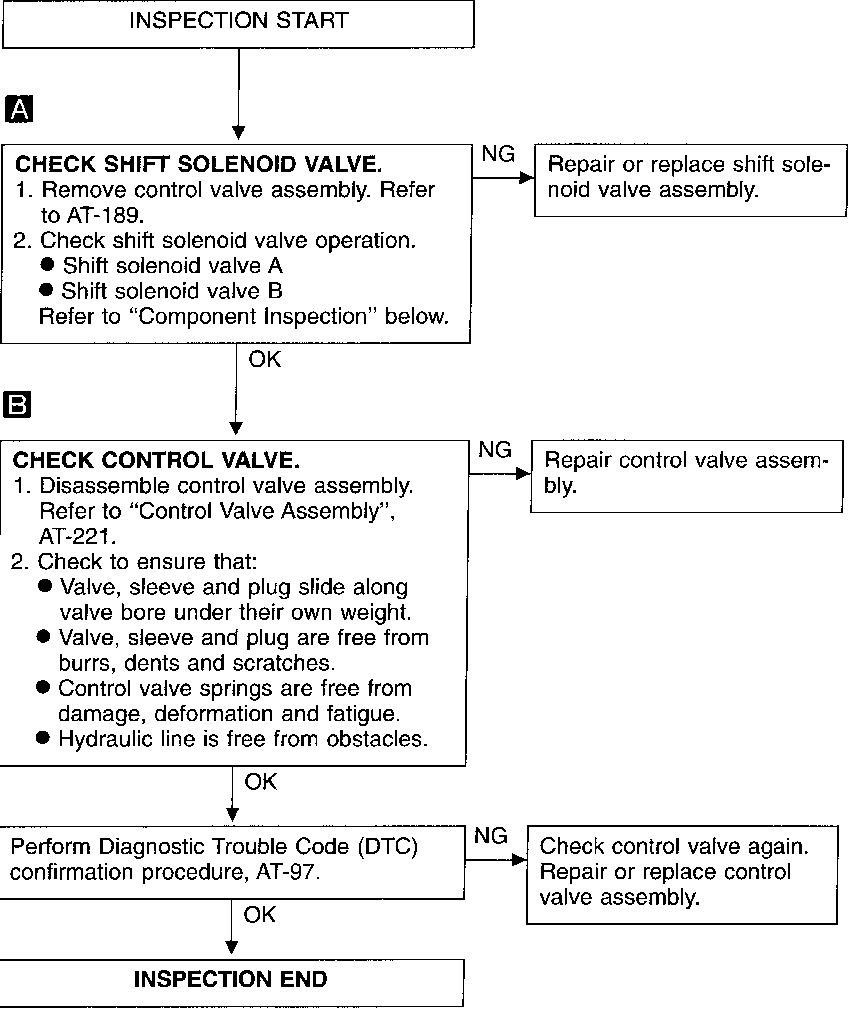 INSPECTION START
A
CHECK SHIFT SOLENOID VALVE.
1. Remove control valve assembly. Refer
to AT-189.
2. Check shift solenoid valve operation.
● Shift solenoid valve A
● Shift solenoid valve B
Refer to “Component Inspection” below.
NG
Repair or replace shift sole-
noid valve assembly.
OK
B
CHECK CONTROL VALVE.
1. Disassemble control valve assembly.
Refer to “Control Valve Assembly”,
AT-221.
2. Check to ensure that:
● Valve, sleeve and plug slide along
valve bore under their own weight.
● Valve, sleeve and plug are free from
burrs, dents and scratches.
● Control valve springs are free from
damage, deformation and fatigue.
● Hydraulic line is free from obstacles.
NG
Repair control valve assem-
bly.
OK
Perform Diagnostic Trouble Code (DTC)
confirmation procedure, AT-97.
NG
Check control valve again.
Repair or replace control
valve assembly.
OK
INSPECTION END